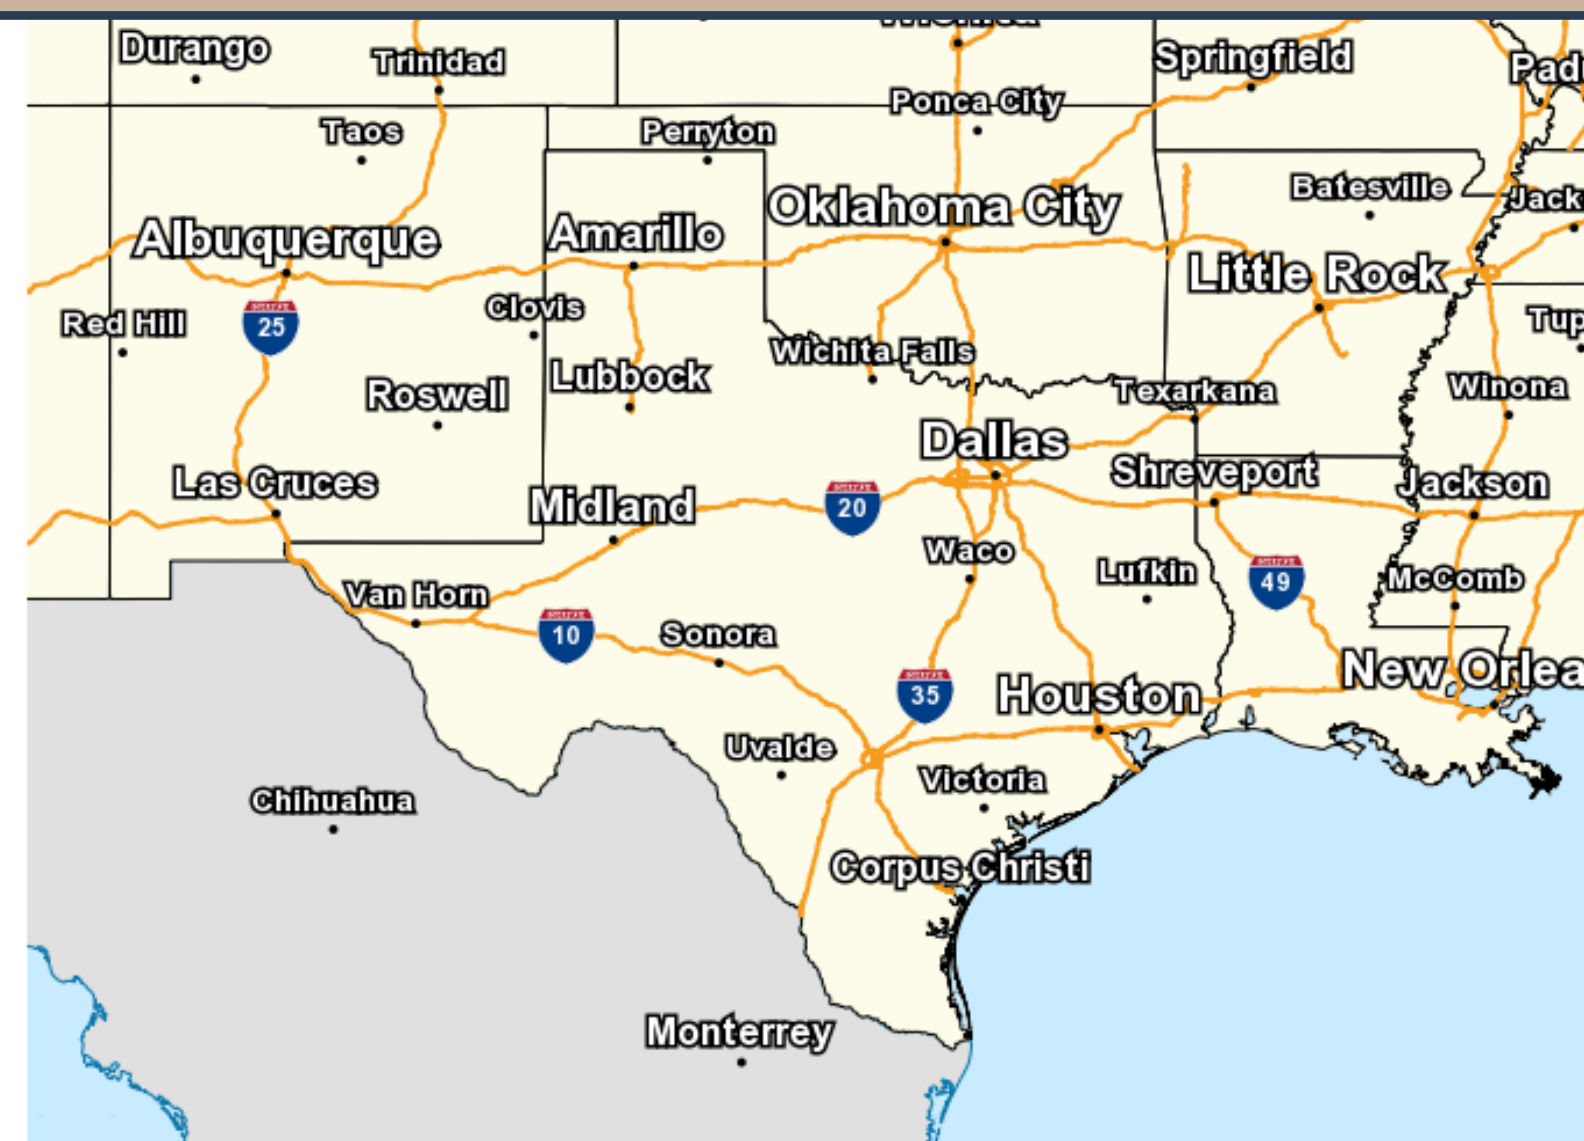 Durango
Trinidad
Springfield
Ponca City
Taos
Perryton
Batesville
Oklahoma City
Albuquerque
Amarillo
Little Rock
Clovis
Red Hill
25
Wichita Falls
Lubbock
Roswell
Texarkana
Winona
Dallas
Las Cruces
Shreveport
Jackson
Midland
20
Waco
Lufkin
49
McComb
Van Horn
10
Sonora
35
Houston
New Orlea
Uvalde
Victoria
Chihuahua
Corpus Christi
Monterrey